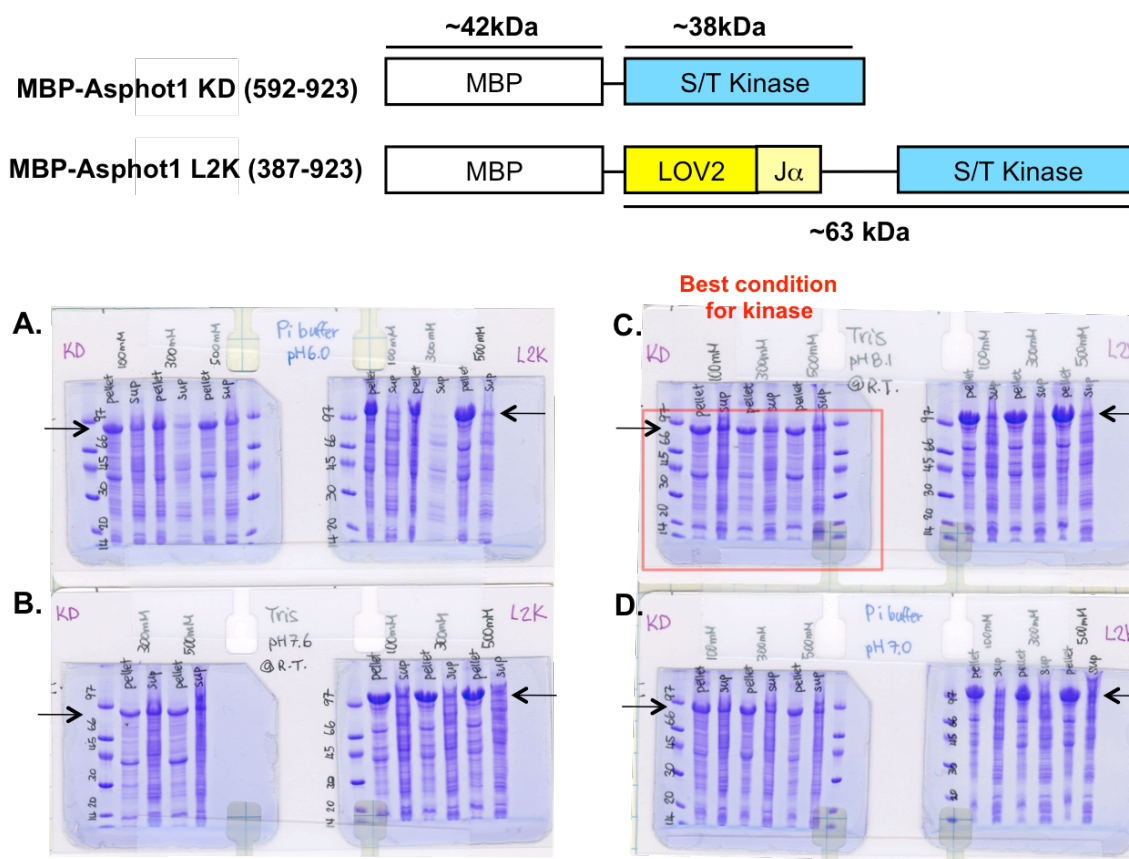 ~42kDa ~38kDa
MBP-Asphot1 KD (592-923) MBP S/T Kinase
MBP-Asphot1 L2K (387-923) MBP LOV2 Jα S/T Kinase
~63 kDa
Best condition
for kinase
A.
KD 100mM 300mM 500mM Pi buffer 100mM 300mM 500mM L2K
pH6.0
pellet sup pellet sup pellet sup pellet sup pellet sup pellet sup
97 97
66 66
45 45
30 30
20 20
14 14
C.
KD 100mM 300mM 500mM Tris 100mM 300mM 500mM
pH8.1
@R.T.
pellet sup pellet sup pellet sup pellet sup pellet sup pellet sup
97 97
66 66
45 45
30 30
20 20
14 14
B.
KD 300mM 500mM Tris 100mM 300mM 500mM L2K
pH7.6
@R.T.
pellet sup pellet sup pellet sup pellet sup pellet sup
97 97
66 66
45 45
30 30
20 20
14 14
D.
KD 100mM 300mM 500mM Pi buffer 100mM 300mM 500mM
pH7.0
pellet sup pellet sup pellet sup pellet sup pellet sup pellet sup
97 97
66 66
45 45
30 30
20 20
14